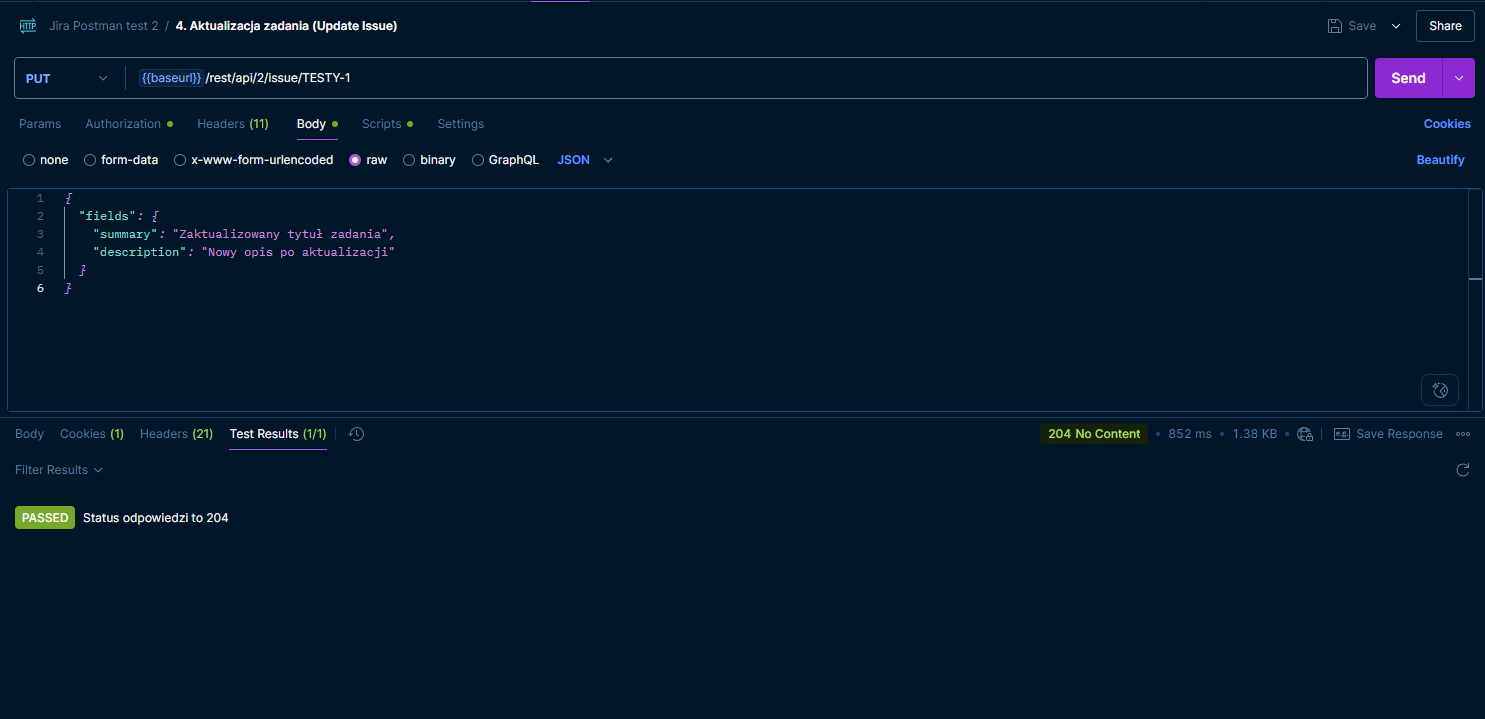 HTTP Jira Postman test 2 / 4. Aktualizacja zadania (Update Issue) Save Share
PUT {{baseurl}} /rest/api/2/issue/TESTY-1 Send
Params Authorization Headers (11) Body Scripts Settings Cookies
none form-data x-www-form-urlencoded raw binary GraphQL JSON Beautify
1 {
2 "fields": {
3 "summary": "Zaktualizowany tytuł zadania",
4 "description": "Nowy opis po aktualizacji"
5 }
6 }
Body Cookies (1) Headers (21) Test Results (1/1) 204 No Content • 852 ms • 1.38 KB • e.g. Save Response
Filter Results
PASSED Status odpowiedzi to 204